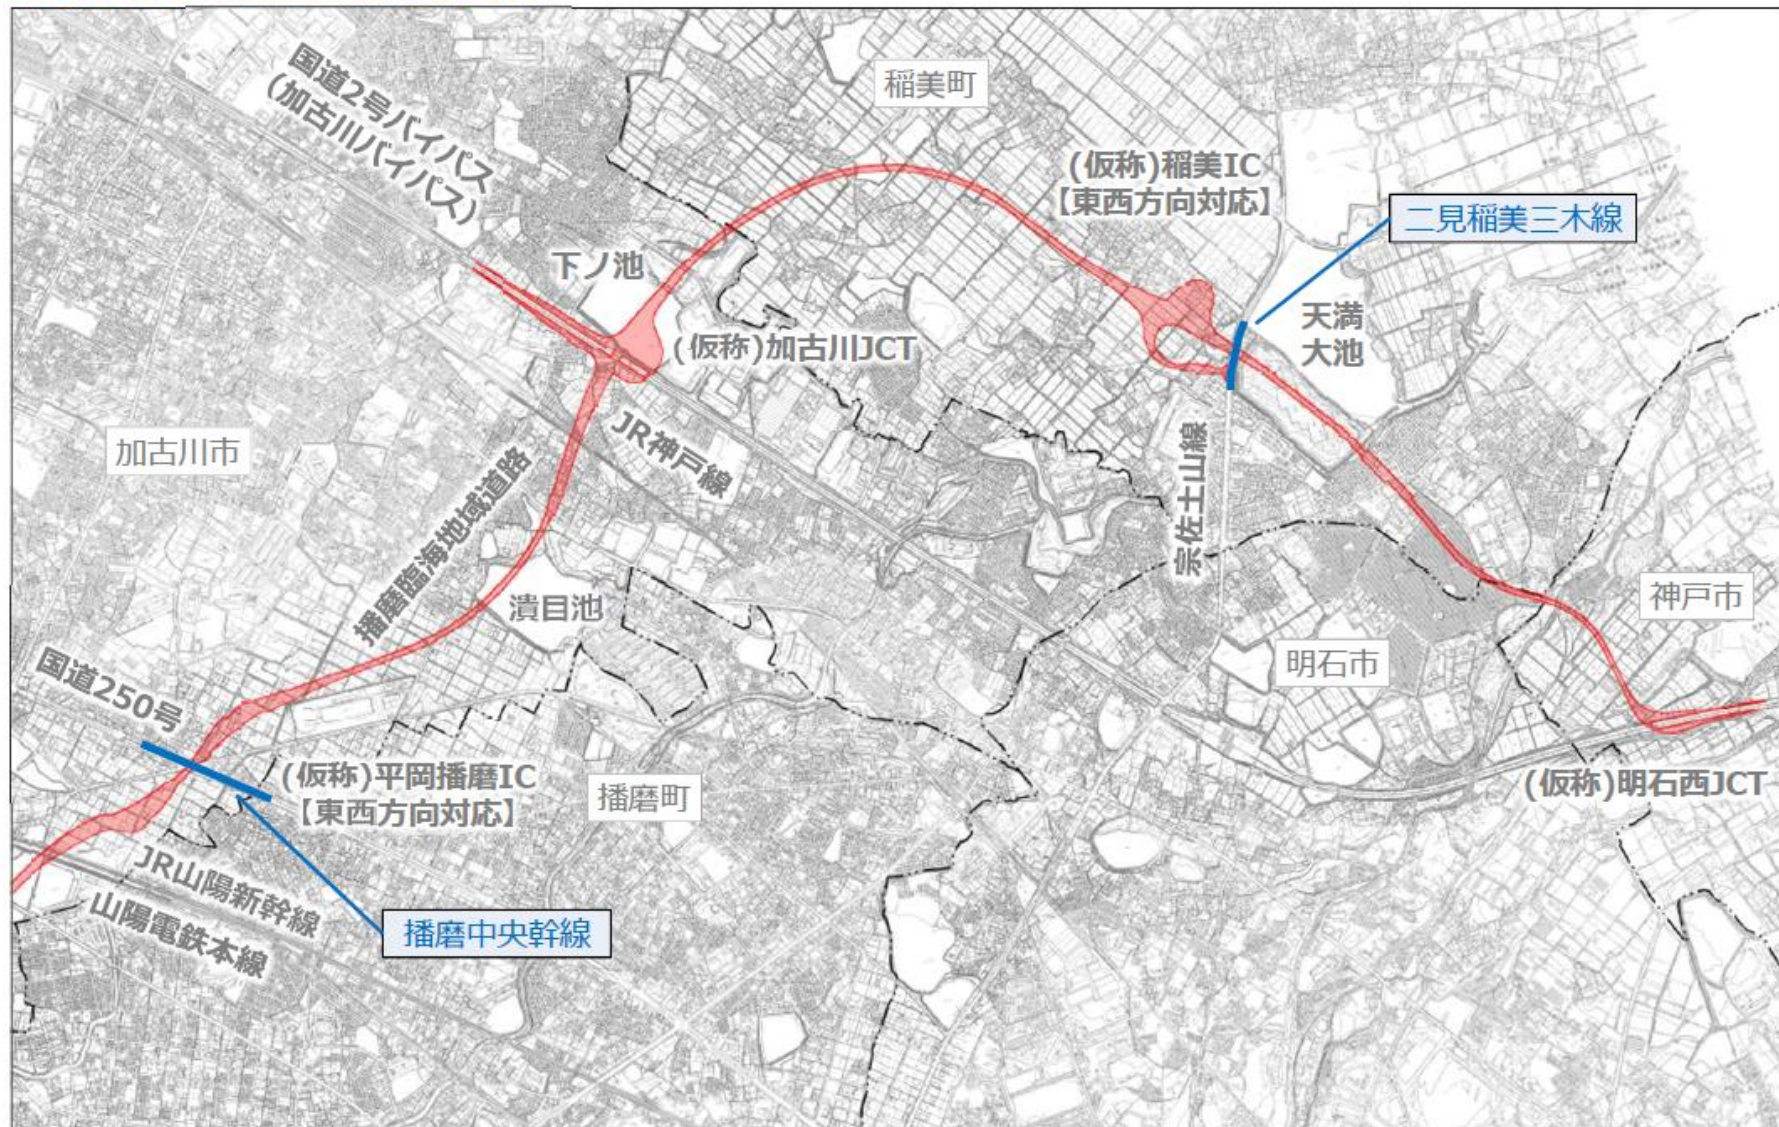 稲美町
国道2号バイパス
(加古川バイパス)
(仮称)稲美IC
【東西方向対応】
二見稲美三木線
下ノ池
天満
大池
(仮称)加古川JCT
JR神戸線
加古川市
宗佐土山線
播磨臨海地域道路
潰目池
神戸市
明石市
国道250号
(仮称)平岡播磨IC
【東西方向対応】
播磨町
(仮称)明石西JCT
JR山陽新幹線
山陽電鉄本線
播磨中央幹線